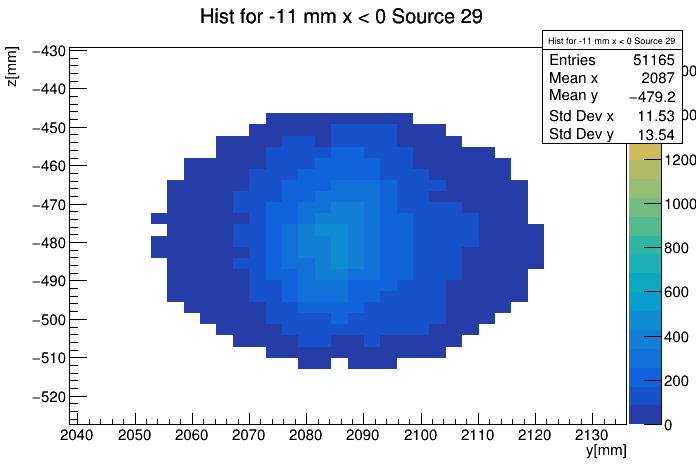 Hist for -11 mm x < 0 Source 29
Hist for -11 mm x < 0 Source 29
Entries 51165
Mean x 2087
Mean y −479.2
Std Dev x 11.53
Std Dev y 13.54
z[mm]
−430
−440
−450
−460
−470
−480
−490
−500
−510
−520
1200
1000
800
600
400
200
0
2040 2050 2060 2070 2080 2090 2100 2110 2120 2130
y[mm]